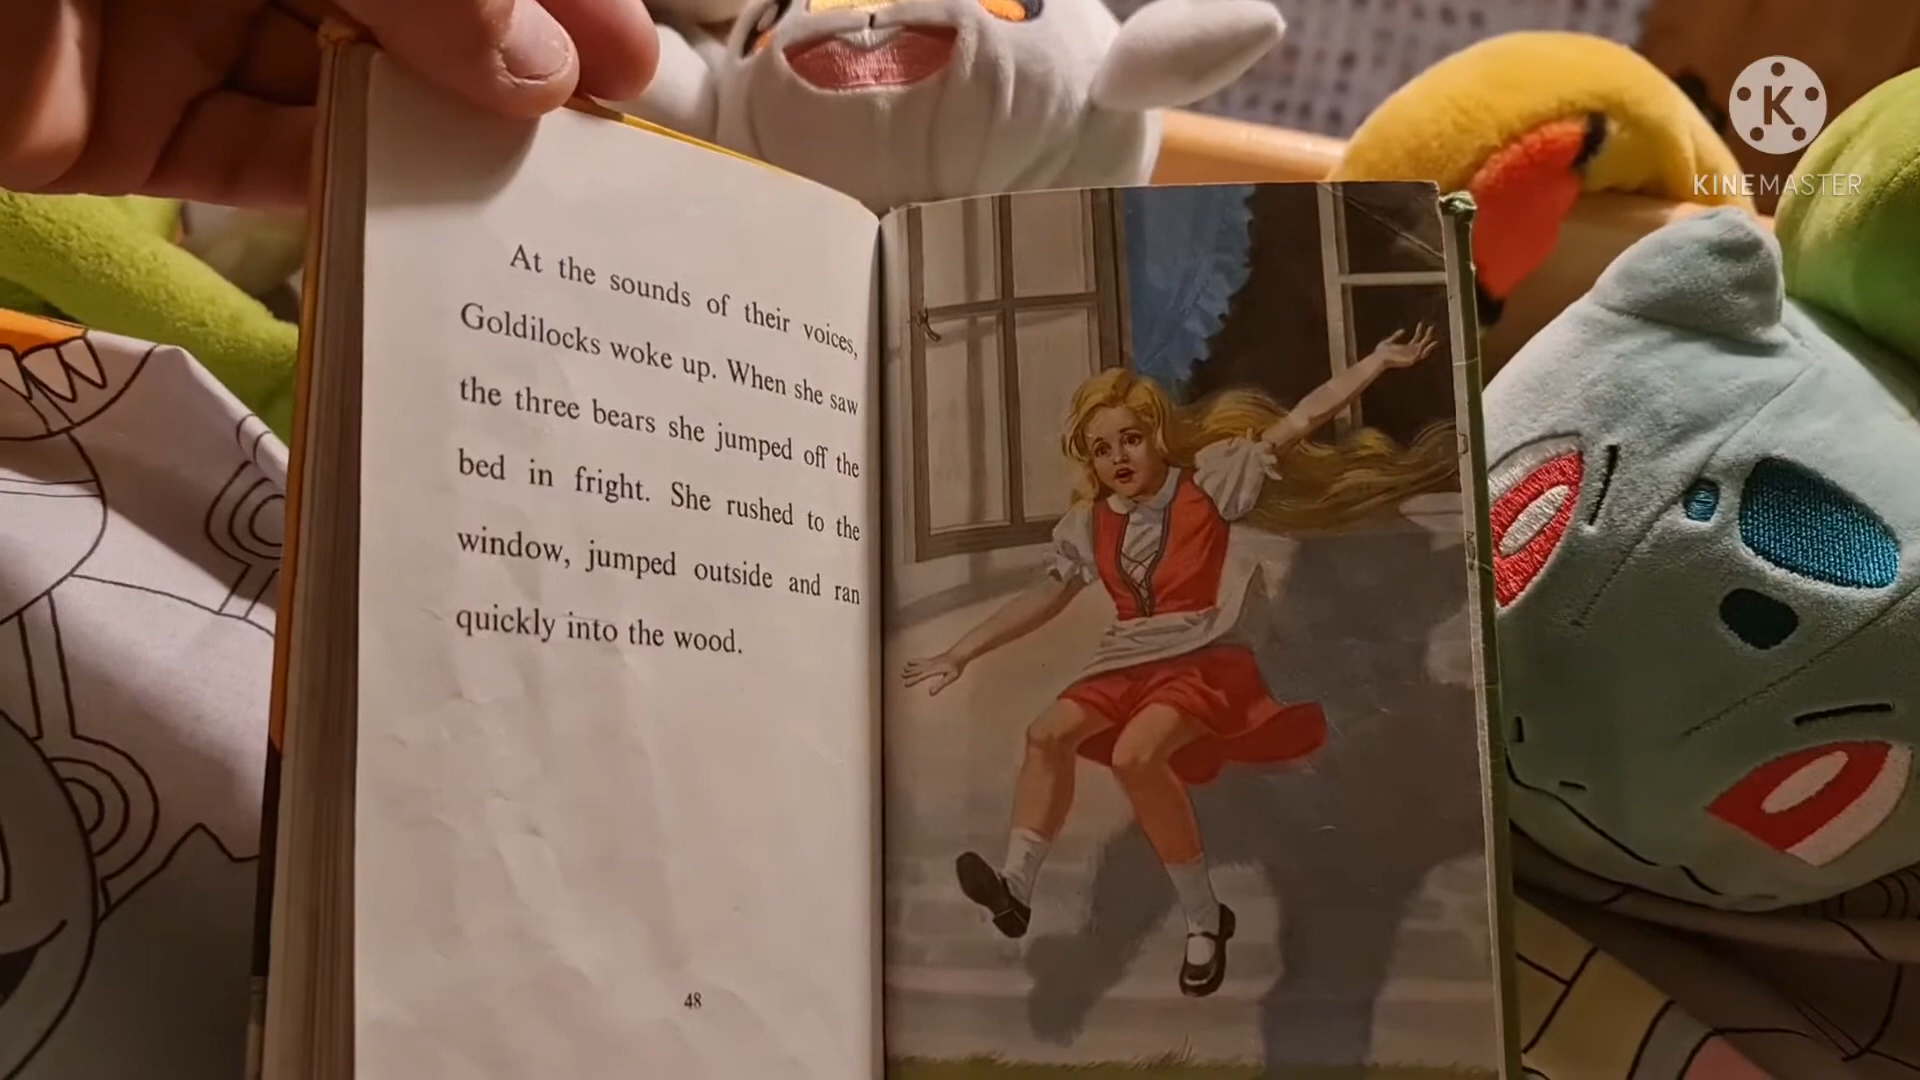 At the sounds of their voices,
Goldilocks woke up. When she saw
the three bears she jumped off the
bed in fright. She rushed to the
window, jumped outside and ran
quickly into the wood.
48
K
KINEMASTER